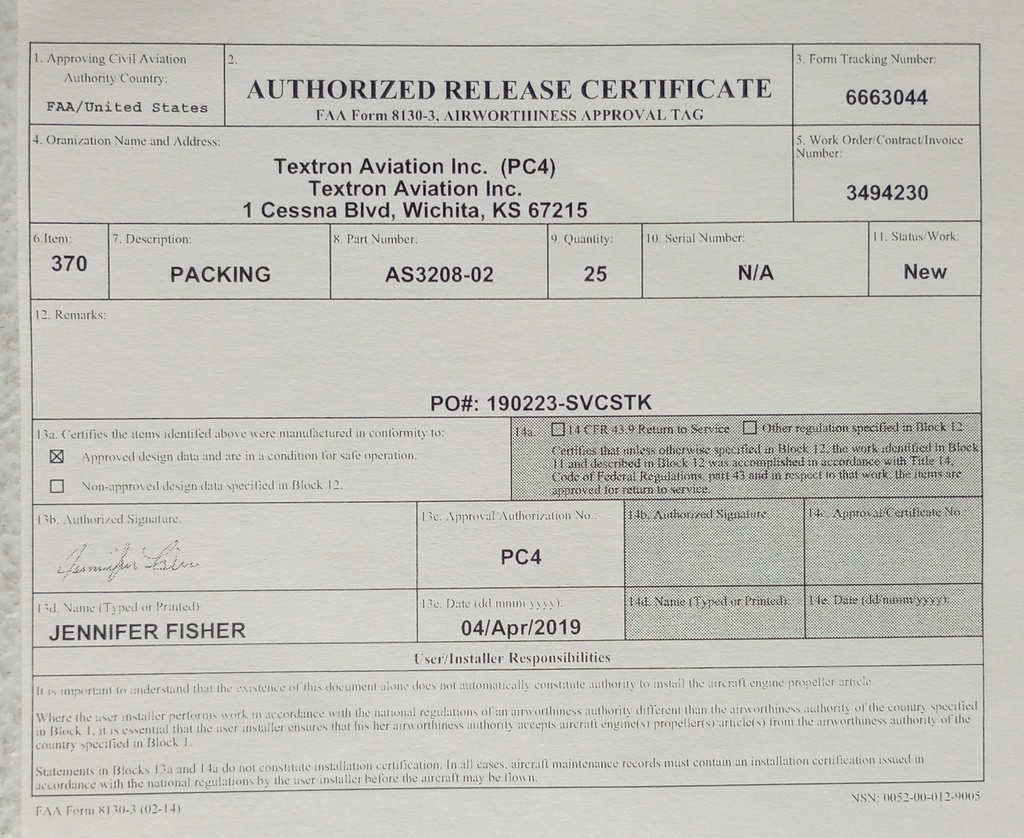 1. Approving Civil Aviation
Authority Country:
FAA/United States
2.
AUTHORIZED RELEASE CERTIFICATE
FAA Form 8130-3, AIRWORTHINESS APPROVAL TAG
3. Form Tracking Number:
6663044
4. Oranization Name and Address:
Textron Aviation Inc. (PC4)
Textron Aviation Inc.
1 Cessna Blvd, Wichita, KS 67215
5. Work Order/Contract/Invoice
Number:
3494230
6.Item:
370
7. Description:
PACKING
8. Part Number:
AS3208-02
9. Quantity:
25
10. Serial Number:
N/A
11. Status/Work:
New
12. Remarks:
PO#: 190223-SVCSTK
13a. Certifies the items identifed above were manufactured in conformity to:
☒ Approved design data and are in a condition for safe operation.
☐ Non-approved design data specified in Block 12.
14a. ☐ 14 CFR 43.9 Return to Service ☐ Other regulation specified in Block 12
Certifies that unless otherwise specified in Block 12, the work identified in Block
11 and described in Block 12 was accomplished in accordance with Title 14,
Code of Federal Regulations, part 43 and in respect to that work, the items are
approved for return to service.
13b. Authorized Signature:
Jennifer Fisher
13c. Approval/Authorization No.:
PC4
14b. Authorized Signature
14c. Approval/Certificate No.:
13d. Name (Typed or Printed)
JENNIFER FISHER
13e. Date (dd mmm yyyy):
04/Apr/2019
14d. Name (Typed or Printed):
14e. Date (dd/mmm/yyyy):
User/Installer Responsibilities
It is important to understand that the existence of this document alone does not automatically constitute authority to install the aircraft engine propeller article
Where the user installer performs work in accordance with the national regulations of an airworthiness authority different than the airworthiness authority of the country specified
in Block 1, it is essential that the user installer ensures that his her airworthiness authority accepts aircraft engine(s) propeller(s) article(s) from the airworthiness authority of the
country specified in Block 1.
Statements in Blocks 13a and 14a do not constitute installation certification. In all cases, aircraft maintenance records must contain an installation certification issued in
accordance with the national regulations by the user installer before the aircraft may be flown.
FAA Form 8130-3 (02-14)
NSN: 0052-00-012-9005